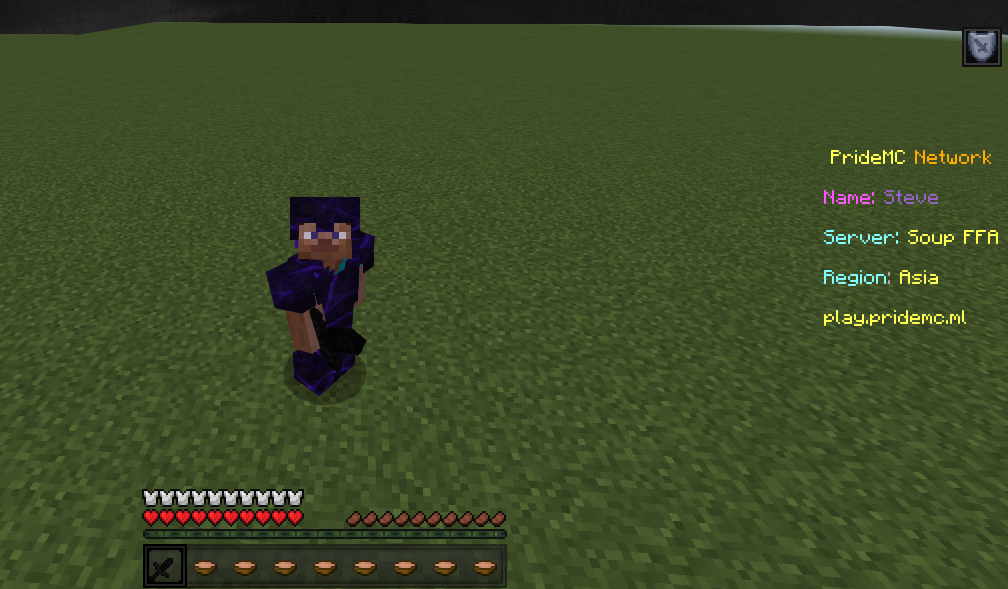 PrideMC Network
Name: Steve
Server: Soup FFA
Region: Asia
play.pridemc.ml